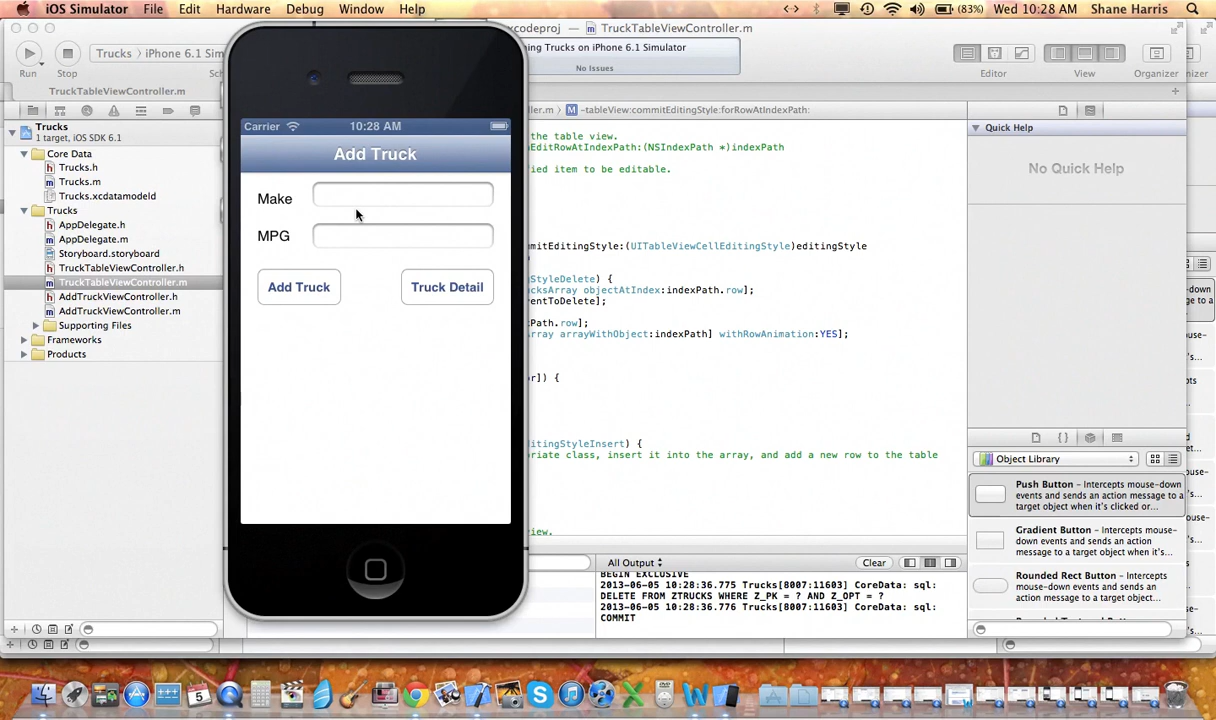 iOS Simulator File Edit Hardware Debug Window Help (83%) Wed 10:28 AM Shane Harris
xcodeproj TruckTableViewController.m
Run Stop Trucks iPhone 6.1 Sim
ing Trucks on iPhone 6.1 Simulator
No Issues
Editor View Organizer
TruckTableViewController.m
-tableView:commitEditingStyle:forRowAtIndexPath:
Trucks
1 target, iOS SDK 6.1
Core Data
Trucks.h
Trucks.m
Trucks.xcdatamodeld
Trucks
AppDelegate.h
AppDelegate.m
Storyboard.storyboard
TruckTableViewController.h
TruckTableViewController.m
AddTruckViewController.h
AddTruckViewController.m
Supporting Files
Frameworks
Products
Carrier 10:28 AM
Add Truck
Make
MPG
Add Truck Truck Detail
the table view.
EditRowAtIndexPath:(NSIndexPath *)indexPath
fied item to be editable.
mitEditingStyle:(UITableViewCellEditingStyle)editingStyle
StyleDelete) {
cksArray objectAtIndex:indexPath.row];
entToDelete];
Path.row];
Array arrayWithObject:indexPath] withRowAnimation:YES];
or]) {
ditingStyleInsert) {
priate class, insert it into the array, and add a new row to the table
view.
Quick Help
No Quick Help
Object Library
Push Button – Intercepts mouse-down
events and sends an action message to a
target object when it's clicked or...
Gradient Button – Intercepts mouse-
down events and sends an action
message to a target object when it's...
Rounded Rect Button – Intercepts
mouse-down events and sends an
action message to a target object...
All Output Clear
BEGIN EXCLUSIVE
2013-06-05 10:28:36.775 Trucks[8007:11603] CoreData: sql:
DELETE FROM ZTRUCKS WHERE Z_PK = ? AND Z_OPT = ?
2013-06-05 10:28:36.776 Trucks[8007:11603] CoreData: sql:
COMMIT